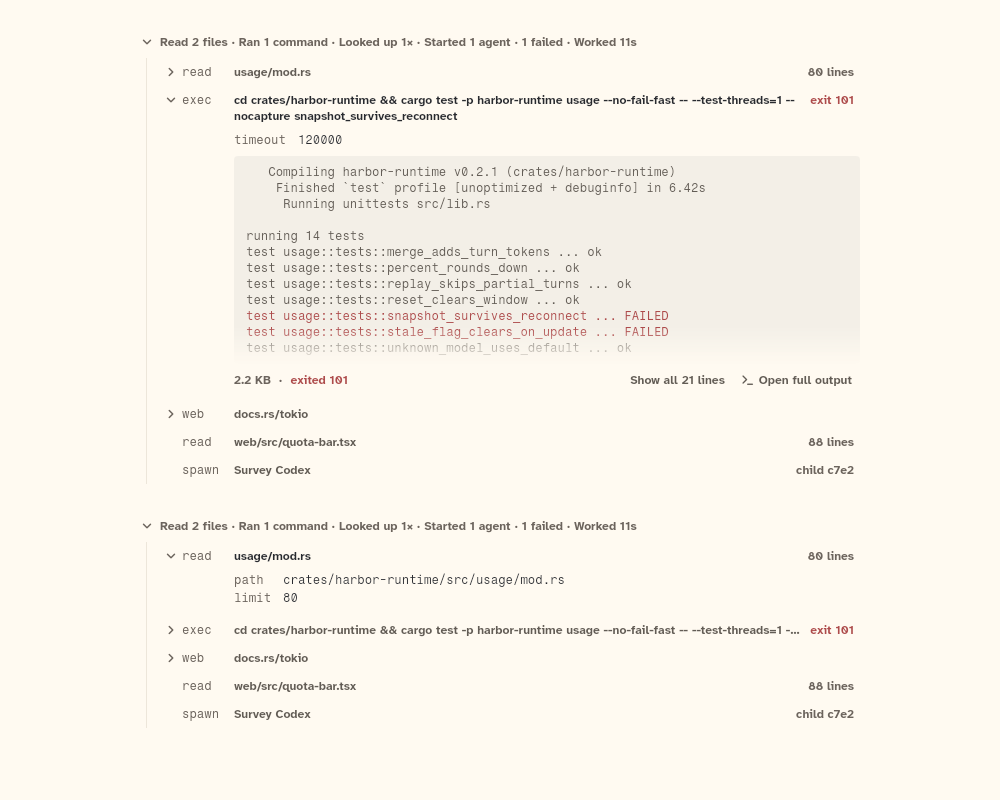 Read 2 files · Ran 1 command · Looked up 1× · Started 1 agent · 1 failed · Worked 11s
read usage/mod.rs 80 lines
exec cd crates/harbor-runtime && cargo test -p harbor-runtime usage --no-fail-fast -- --test-threads=1 -- exit 101
nocapture snapshot_survives_reconnect
timeout 120000
Compiling harbor-runtime v0.2.1 (crates/harbor-runtime)
Finished `test` profile [unoptimized + debuginfo] in 6.42s
Running unittests src/lib.rs
running 14 tests
test usage::tests::merge_adds_turn_tokens ... ok
test usage::tests::percent_rounds_down ... ok
test usage::tests::replay_skips_partial_turns ... ok
test usage::tests::reset_clears_window ... ok
test usage::tests::snapshot_survives_reconnect ... FAILED
test usage::tests::stale_flag_clears_on_update ... FAILED
test usage::tests::unknown_model_uses_default ... ok
2.2 KB · exited 101 Show all 21 lines Open full output
web docs.rs/tokio
read web/src/quota-bar.tsx 88 lines
spawn Survey Codex child c7e2
Read 2 files · Ran 1 command · Looked up 1× · Started 1 agent · 1 failed · Worked 11s
read usage/mod.rs 80 lines
path crates/harbor-runtime/src/usage/mod.rs
limit 80
exec cd crates/harbor-runtime && cargo test -p harbor-runtime usage --no-fail-fast -- --test-threads=1 -... exit 101
web docs.rs/tokio
read web/src/quota-bar.tsx 88 lines
spawn Survey Codex child c7e2